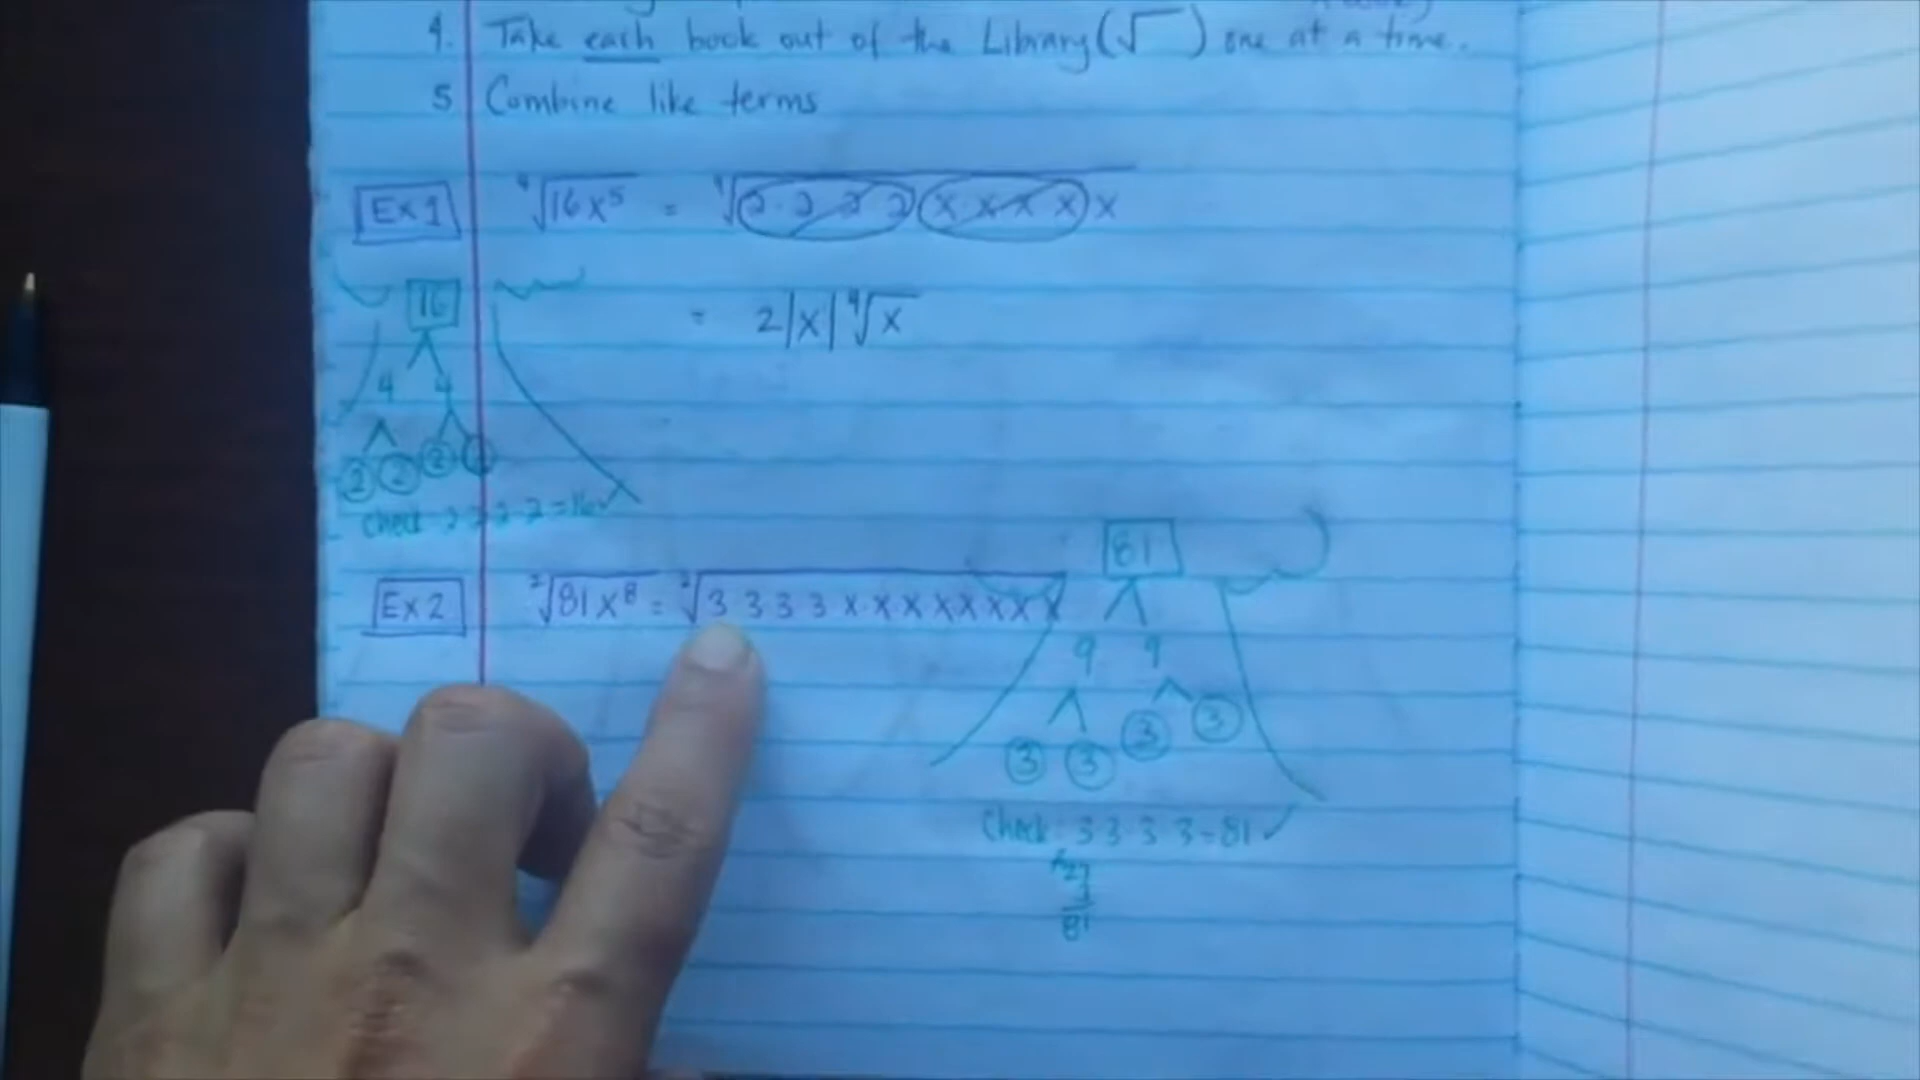 4. Take each book out of the Library (√ ) one at a time.
5 Combine like terms
Ex 1 ⁴√16x⁵ = ⁴√2·2 2 2 x x x x x
= 2|x| ⁴√x
16
4 4
2 2 2
Check 2 2 2 2 = 16 ✓
Ex 2 ²√81x⁸ = ²√3 3 3 3 x·x x x x x x x
81
9 9
3 3 3 3
Check: 3 3·3 3 = 81 ✓
27
3
81